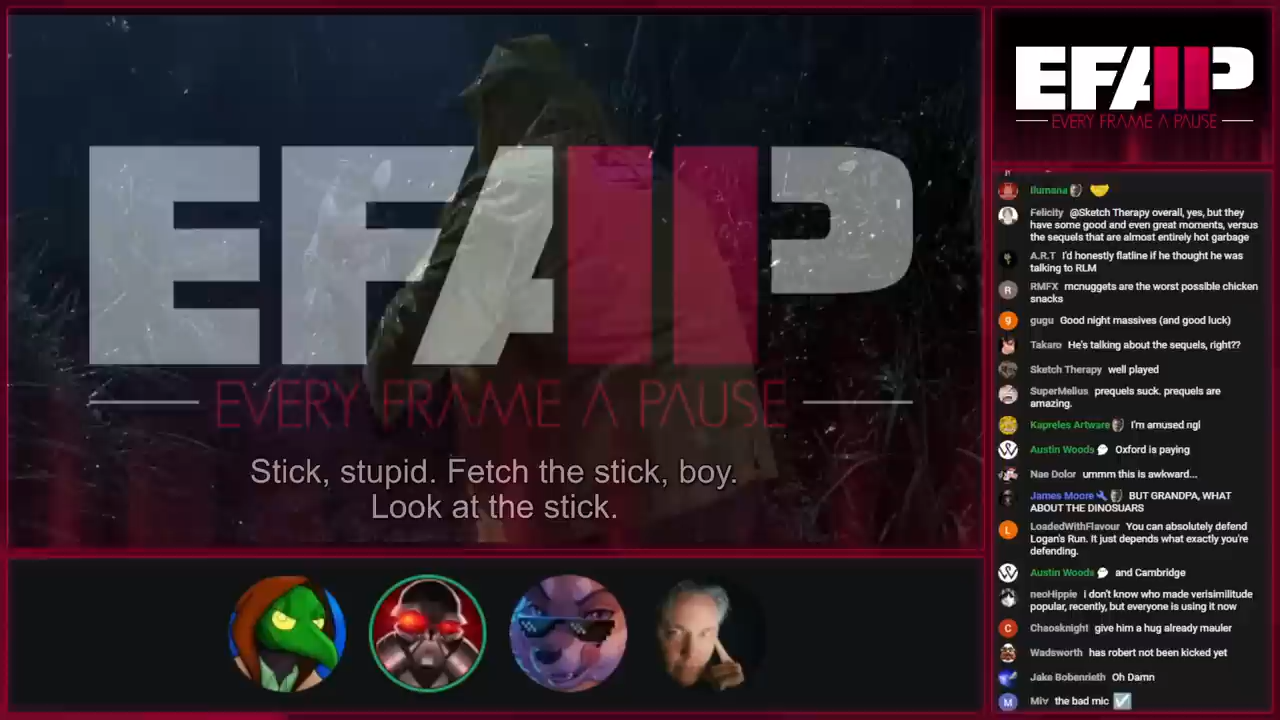 EFAP
EVERY FRAME A PAUSE
Stick, stupid. Fetch the stick, boy.
Look at the stick.
EFAP
EVERY FRAME A PAUSE
Ilumana
Felicity @Sketch Therapy overall, yes, but they
have some good and even great moments, versus
the sequels that are almost entirely hot garbage
A.R.T I'd honestly flatline if he thought he was
talking to RLM
R
RMFX mcnuggets are the worst possible chicken
snacks
gugu Good night massives (and good luck)
Takaro He's talking about the sequels, right??
Sketch Therapy well played
SuperMelius prequels suck. prequels are
amazing.
Kapreles Artware I'm amused ngl
Austin Woods Oxford is paying
Nae Dolor ummm this is awkward...
James Moore BUT GRANDPA, WHAT
ABOUT THE DINOSUARS
L
LoadedWithFlavour You can absolutely defend
Logan's Run. It just depends what exactly you're
defending.
Austin Woods and Cambridge
neoHippie i don't know who made verisimilitude
popular, recently, but everyone is using it now
C
Chaosknight give him a hug already mauler
Wadsworth has robert not been kicked yet
Jake Bobenrieth Oh Damn
M
Miv the bad mic